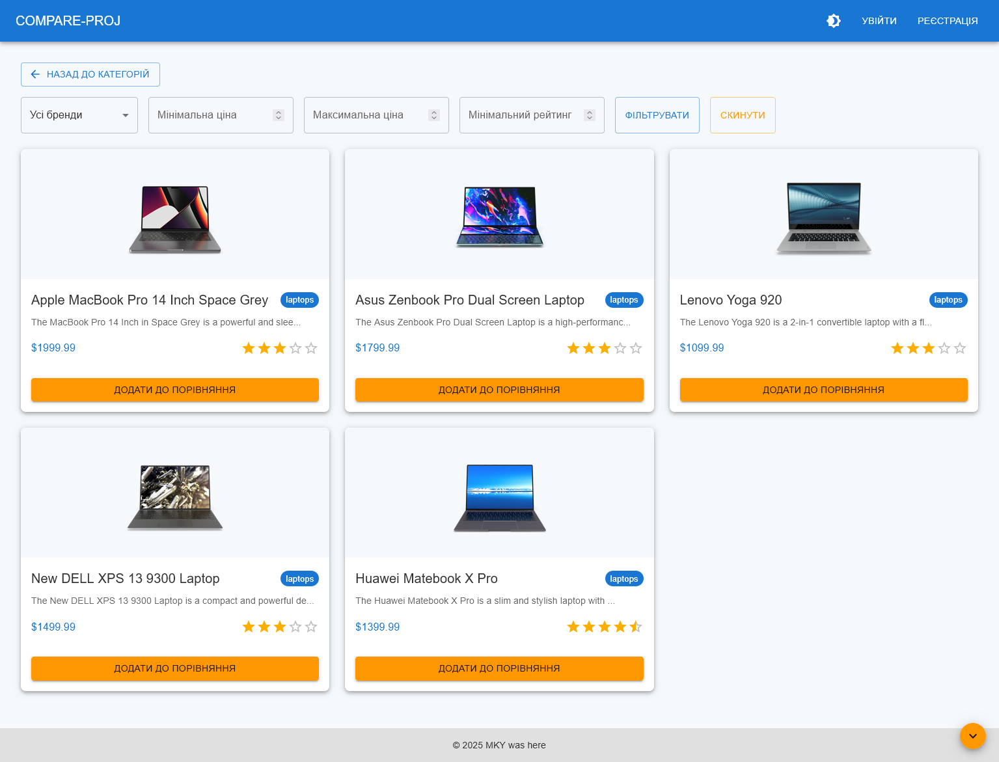 COMPARE-PROJ
УВІЙТИ
РЕЄСТРАЦІЯ
НАЗАД ДО КАТЕГОРІЙ
Усі бренди
Мінімальна ціна
Максимальна ціна
Мінімальний рейтинг
ФІЛЬТРУВАТИ
СКИНУТИ
Apple MacBook Pro 14 Inch Space Grey
laptops
The MacBook Pro 14 Inch in Space Grey is a powerful and slee...
$1999.99
ДОДАТИ ДО ПОРІВНЯННЯ
Asus Zenbook Pro Dual Screen Laptop
laptops
The Asus Zenbook Pro Dual Screen Laptop is a high-performanc...
$1799.99
ДОДАТИ ДО ПОРІВНЯННЯ
Lenovo Yoga 920
laptops
The Lenovo Yoga 920 is a 2-in-1 convertible laptop with a fl...
$1099.99
ДОДАТИ ДО ПОРІВНЯННЯ
New DELL XPS 13 9300 Laptop
laptops
The New DELL XPS 13 9300 Laptop is a compact and powerful de...
$1499.99
ДОДАТИ ДО ПОРІВНЯННЯ
Huawei Matebook X Pro
laptops
The Huawei Matebook X Pro is a slim and stylish laptop with ...
$1399.99
ДОДАТИ ДО ПОРІВНЯННЯ
© 2025 MKY was here